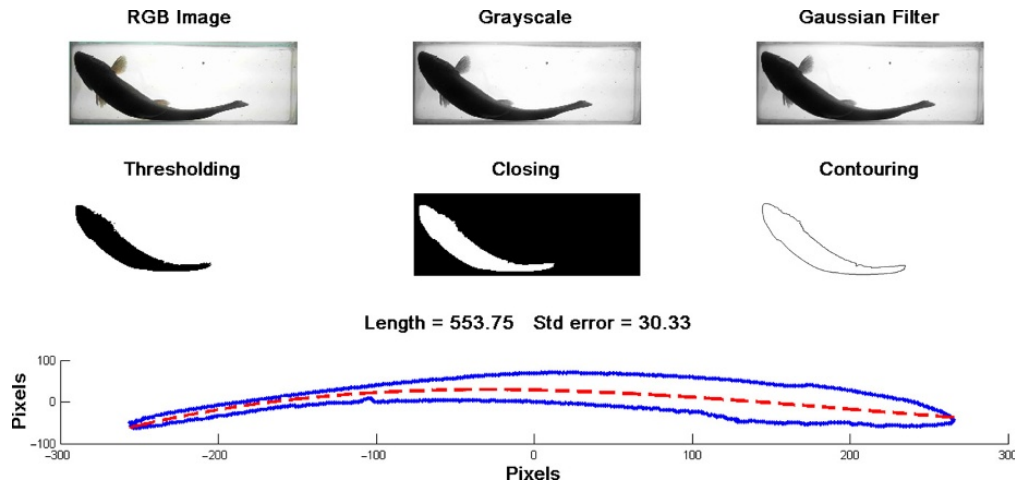 RGB Image
Grayscale
Gaussian Filter
Thresholding
Closing
Contouring
Length = 553.75 Std error = 30.33
100
0
−100
Pixels
−300
−200
−100
0
100
200
300
Pixels